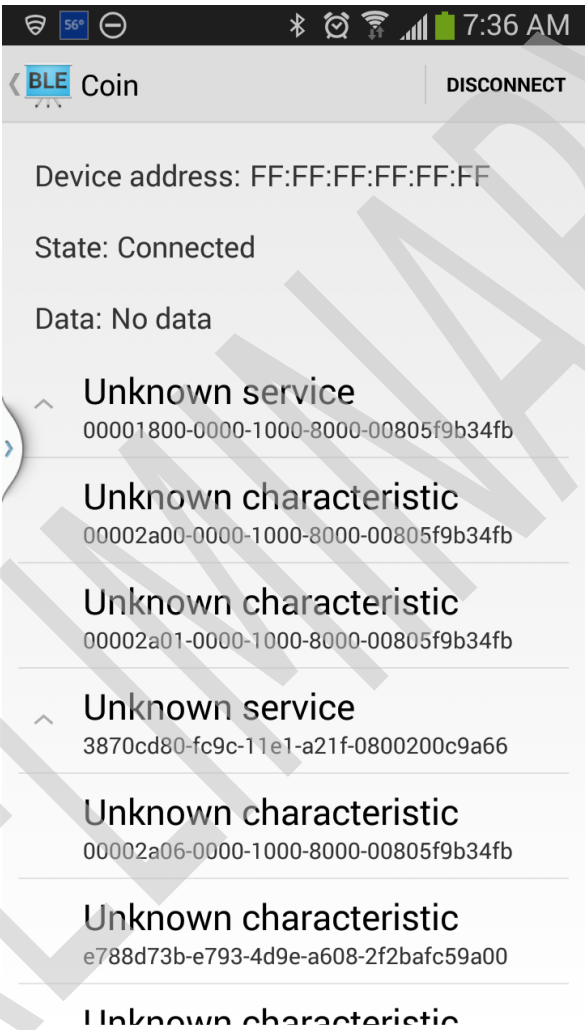 56°
7:36 AM
BLE
Coin
DISCONNECT
Device address: FF:FF:FF:FF:FF:FF
State: Connected
Data: No data
Unknown service
00001800-0000-1000-8000-00805f9b34fb
Unknown characteristic
00002a00-0000-1000-8000-00805f9b34fb
Unknown characteristic
00002a01-0000-1000-8000-00805f9b34fb
Unknown service
3870cd80-fc9c-11e1-a21f-0800200c9a66
Unknown characteristic
00002a06-0000-1000-8000-00805f9b34fb
Unknown characteristic
e788d73b-e793-4d9e-a608-2f2bafc59a00
Unknown characteristic